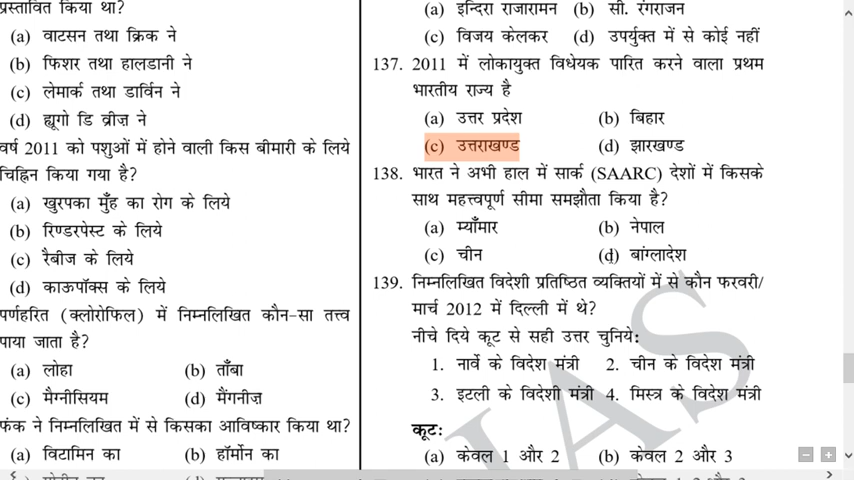 प्रस्तावित किया था?
(a) वाटसन तथा क्रिक ने
(b) फिशर तथा हालडानी ने
(c) लेमार्क तथा डार्विन ने
(d) ह्यूगो डि ब्रीज़ ने
वर्ष 2011 को पशुओं में होने वाली किस बीमारी के लिये
चिह्नित किया गया है?
(a) खुरपका मुँह का रोग के लिये
(b) रिण्डरपेस्ट के लिये
(c) रैबीज के लिये
(d) काऊपॉक्स के लिये
पर्णहरित (क्लोरोफिल) में निम्नलिखित कौन-सा तत्त्व
पाया जाता है?
(a) लोहा (b) ताँबा
(c) मैग्नीसियम (d) मैंगनीज़
फंक ने निम्नलिखित में से किसका आविष्कार किया था?
(a) विटामिन का (b) हॉर्मोन का
(a) इन्दिरा राजारामन (b) सी. रंगराजन
(c) विजय केलकर (d) उपर्युक्त में से कोई नहीं
137. 2011 में लोकायुक्त विधेयक पारित करने वाला प्रथम
भारतीय राज्य है
(a) उत्तर प्रदेश (b) बिहार
(c) उत्तराखण्ड (d) झारखण्ड
138. भारत ने अभी हाल में सार्क (SAARC) देशों में किसके
साथ महत्त्वपूर्ण सीमा समझौता किया है?
(a) म्याँमार (b) नेपाल
(c) चीन (d) बांग्लादेश
139. निम्नलिखित विदेशी प्रतिष्ठित व्यक्तियों में से कौन फरवरी/
मार्च 2012 में दिल्ली में थे?
नीचे दिये कूट से सही उत्तर चुनिये:
1. नार्वे के विदेश मंत्री 2. चीन के विदेश मंत्री
3. इटली के विदेशी मंत्री 4. मिस्त्र के विदेश मंत्री
कूट:
(a) केवल 1 और 2 (b) केवल 2 और 3
IAS